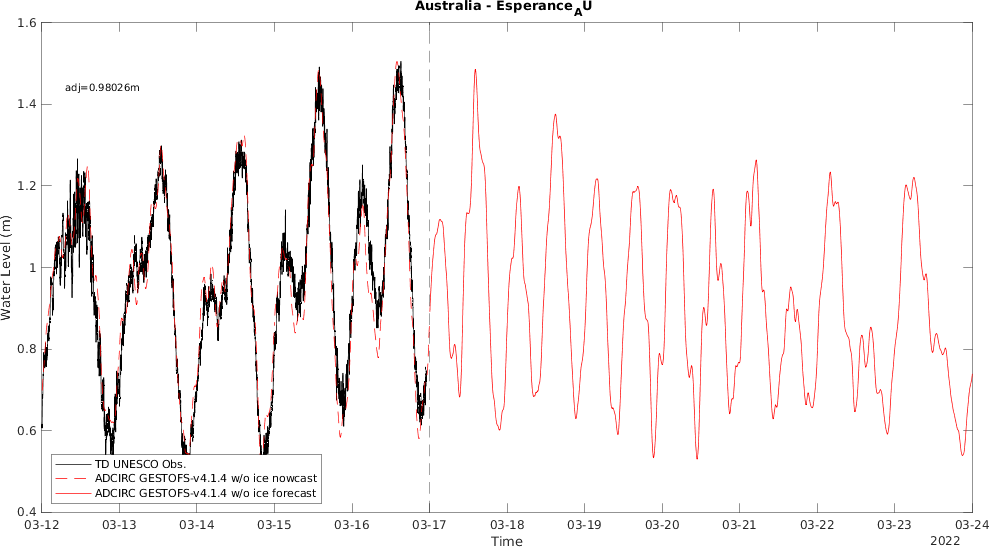 Australia - Esperance_AU
1.6
1.4
1.2
1
0.8
0.6
0.4
Water Level (m)
adj=0.98026m
TD UNESCO Obs.
ADCIRC GESTOFS-v4.1.4 w/o ice nowcast
ADCIRC GESTOFS-v4.1.4 w/o ice forecast
03-12 03-13 03-14 03-15 03-16 03-17 03-18 03-19 03-20 03-21 03-22 03-23 03-24
Time
2022